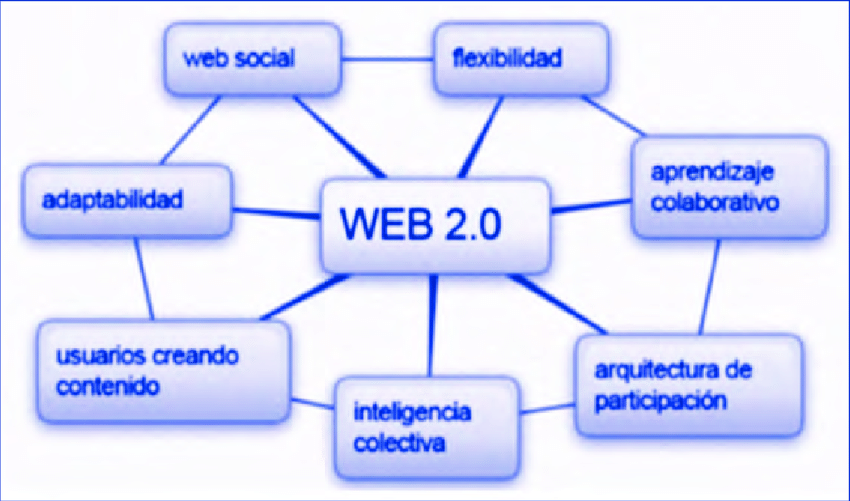 web social
flexibilidad
adaptabilidad
aprendizaje
colaborativo
WEB 2.0
usuarios creando
contenido
inteligencia
colectiva
arquitectura de
participación